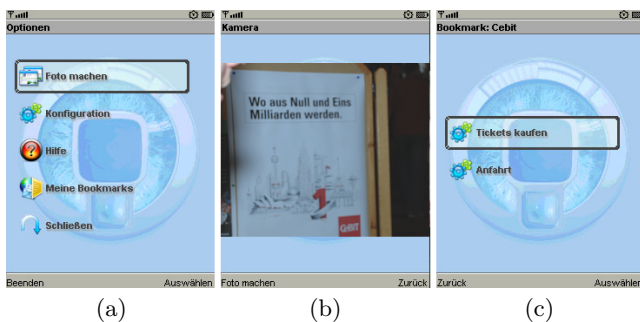 Optionen
Foto machen
Konfiguration
Hilfe
Meine Bookmarks
Schließen
Beenden
Auswählen
(a)
Kamera
Wo aus Null und Eins
Milliarden werden.
1
CeBIT
Foto machen
Zurück
(b)
Bookmark: Cebit
Tickets kaufen
Anfahrt
Zurück
Auswählen
(c)